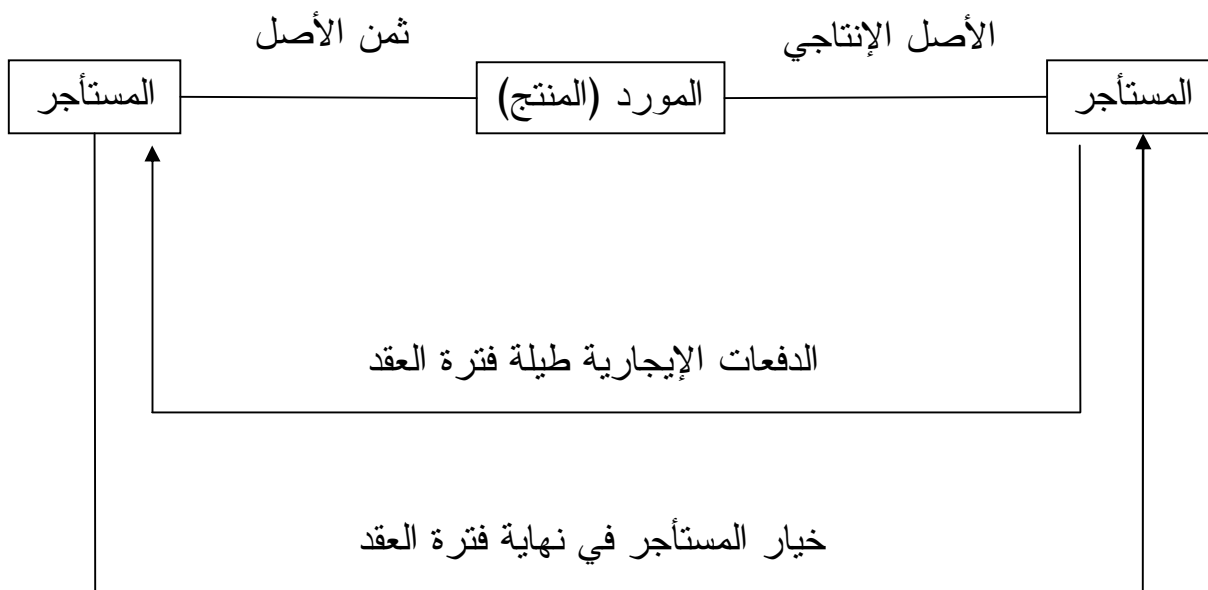 الأصل الإنتاجي
ثمن الأصل
المستأجر
المورد (المنتج)
المستأجر
الدفعات الإيجارية طيلة فترة العقد
خيار المستأجر في نهاية فترة العقد